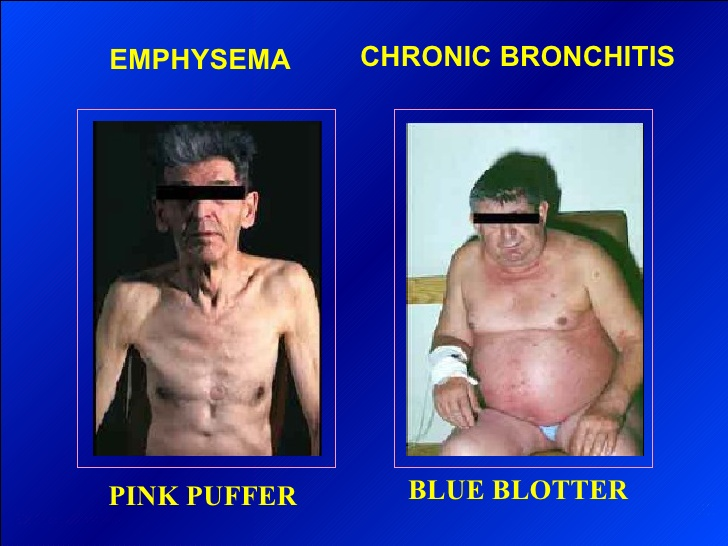 EMPHYSEMA
CHRONIC BRONCHITIS
PINK PUFFER
BLUE BLOTTER